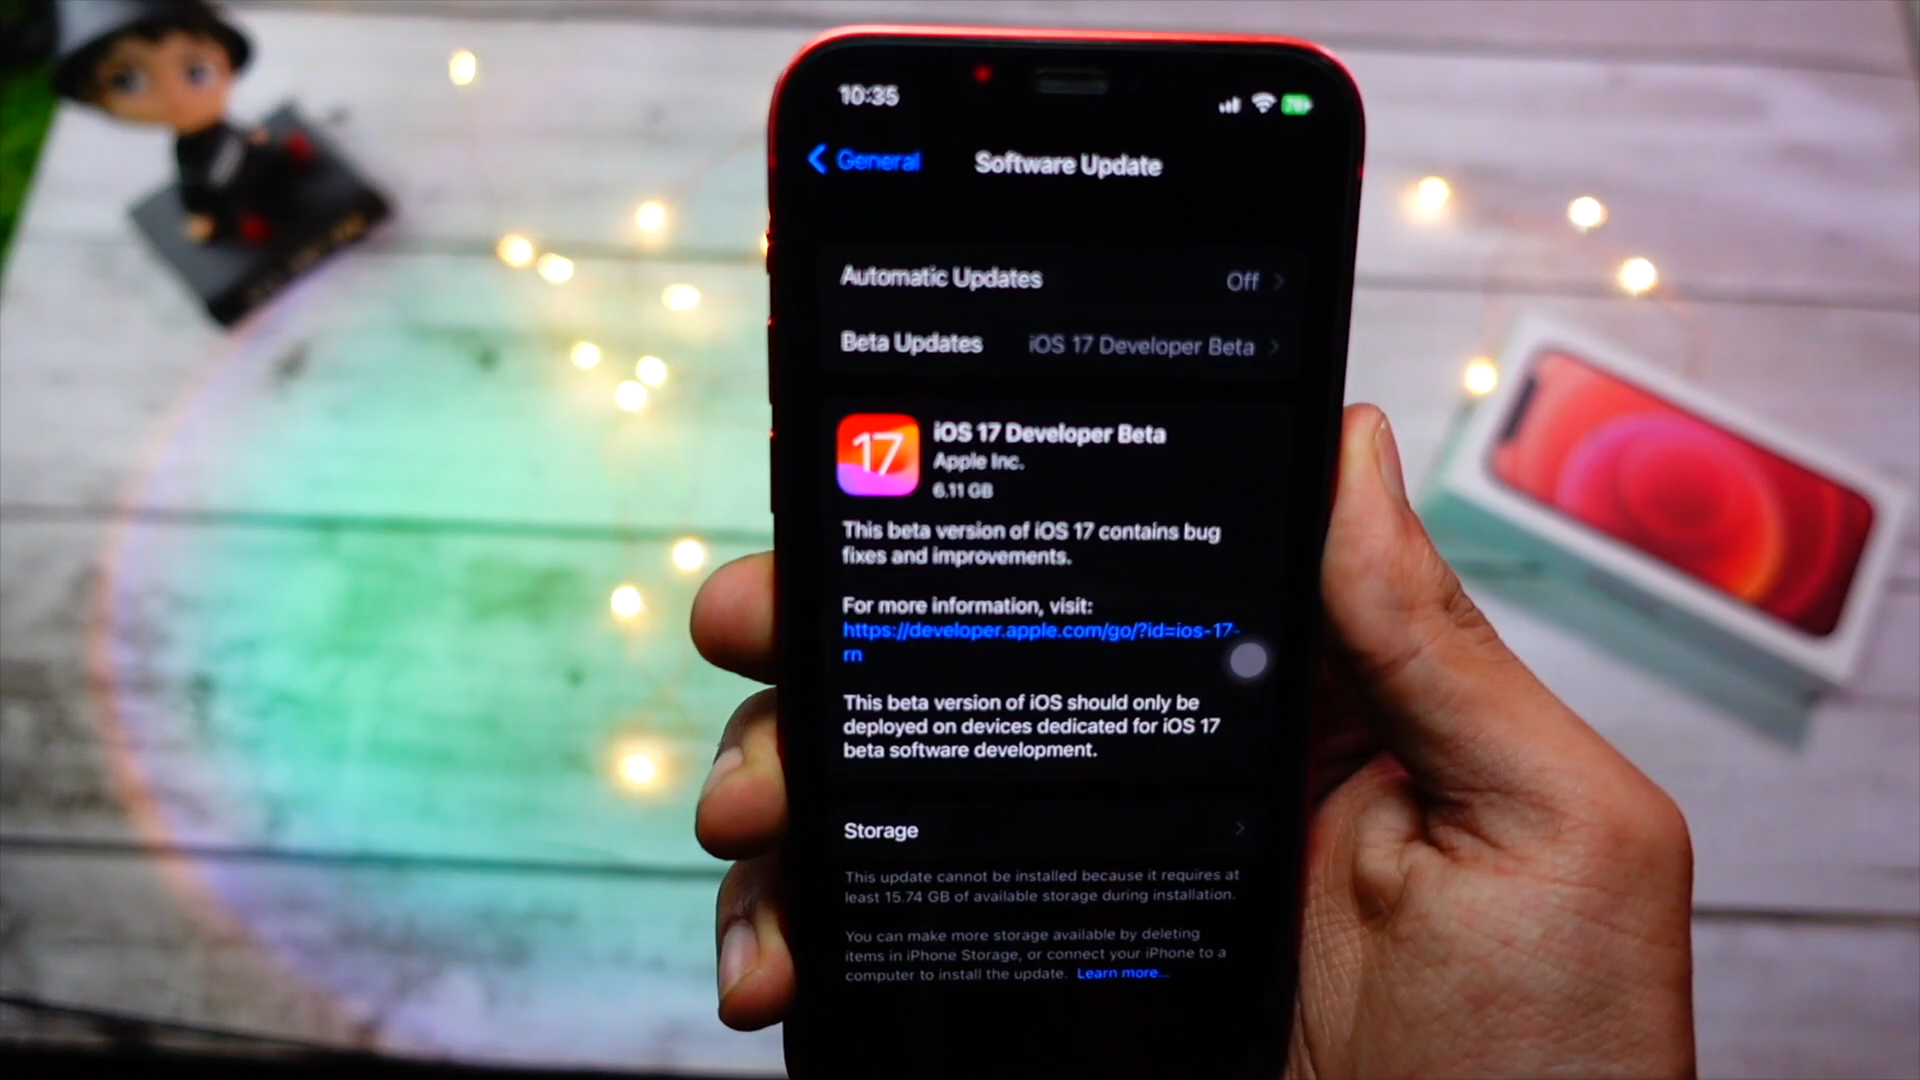 10:35
General
Software Update
Automatic Updates Off
Beta Updates iOS 17 Developer Beta
17
iOS 17 Developer Beta
Apple Inc.
6.11 GB
This beta version of iOS 17 contains bug
fixes and improvements.
For more information, visit:
https://developer.apple.com/go/?id=ios-17-
rn
This beta version of iOS should only be
deployed on devices dedicated for iOS 17
beta software development.
Storage
This update cannot be installed because it requires at
least 15.74 GB of available storage during installation.
You can make more storage available by deleting
items in iPhone Storage, or connect your iPhone to a
computer to install the update. Learn more...